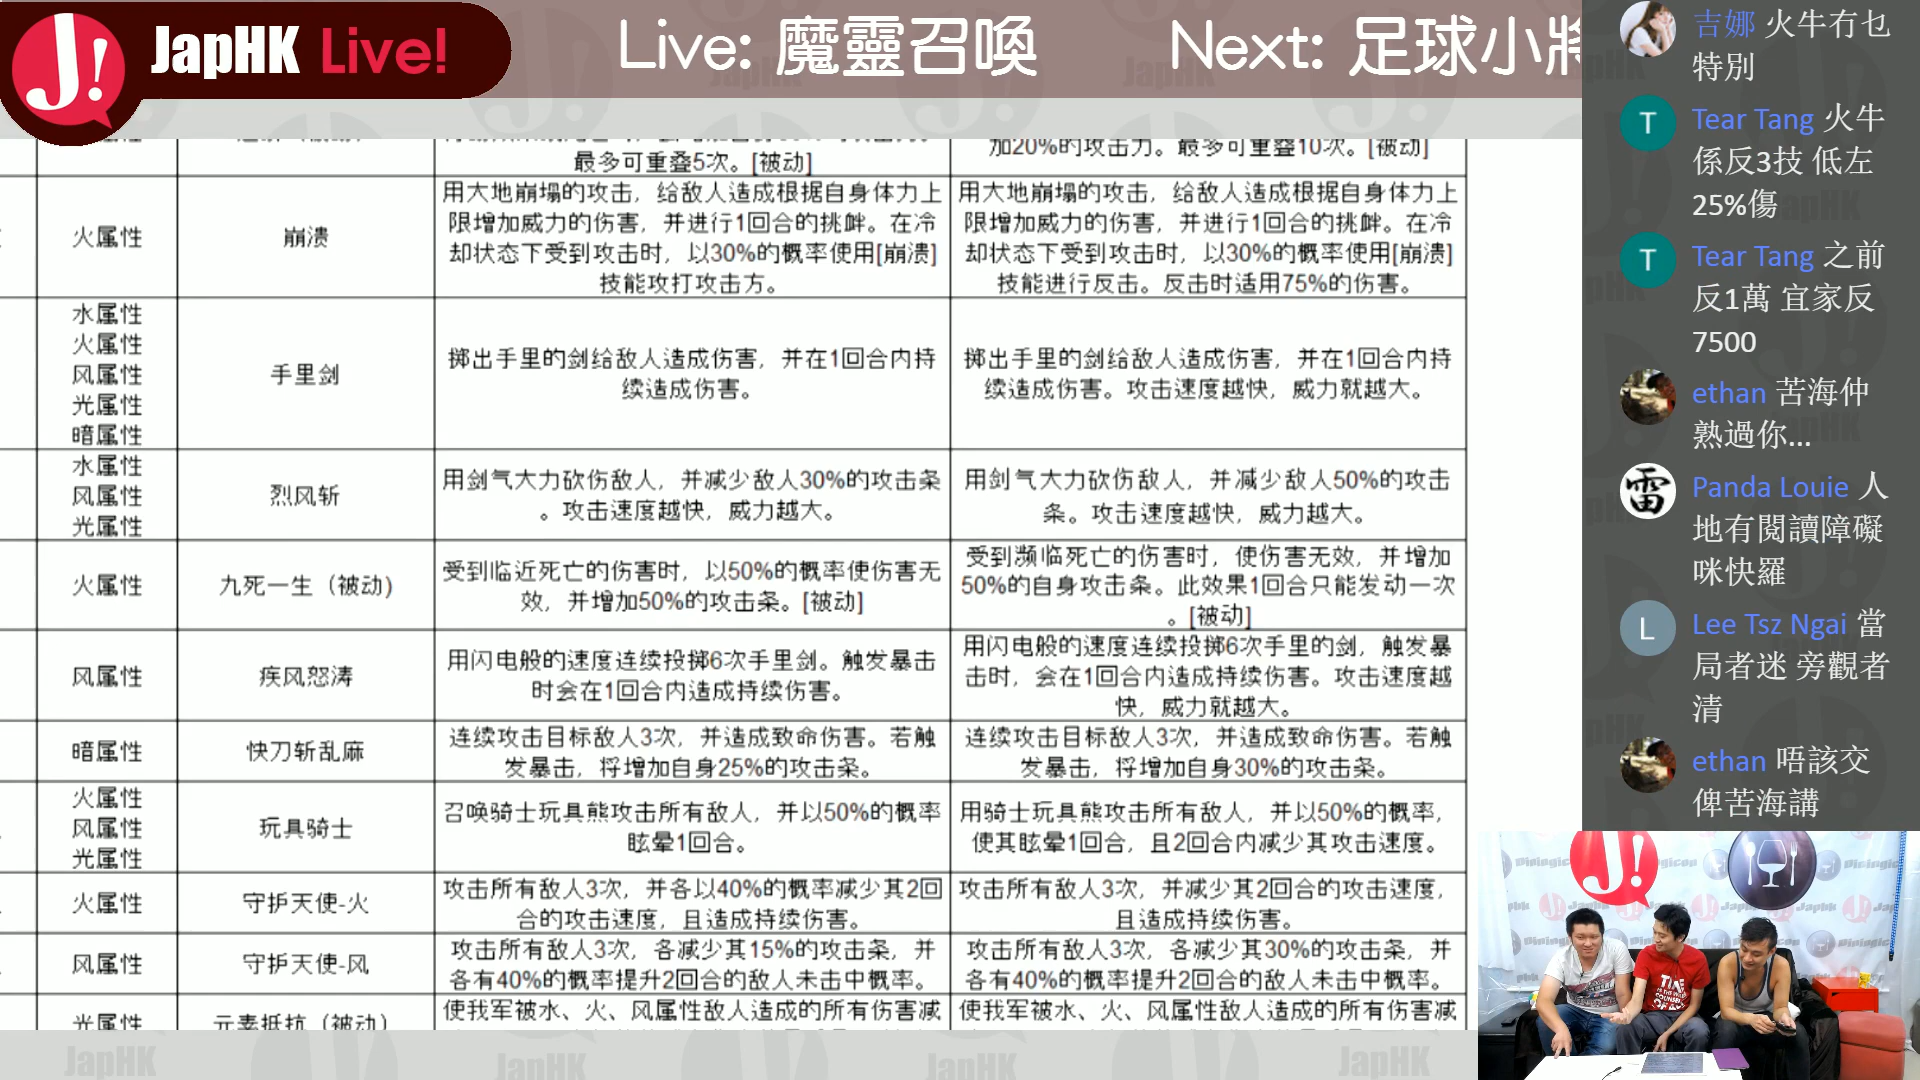 JapHK Live!
Live: 魔靈召喚
Next: 足球小將
最多可重叠5次。[被动]
加20%的攻击力。最多可重叠10次。[被动]
火属性
崩溃
用大地崩塌的攻击，给敌人造成根据自身体力上
限增加威力的伤害，并进行1回合的挑衅。在冷
却状态下受到攻击时，以30%的概率使用[崩溃]
技能攻打攻击方。
用大地崩塌的攻击，给敌人造成根据自身体力上
限增加威力的伤害，并进行1回合的挑衅。在冷
却状态下受到攻击时，以30%的概率使用[崩溃]
技能进行反击。反击时适用75%的伤害。
水属性
火属性
风属性
光属性
暗属性
手里剑
掷出手里的剑给敌人造成伤害，并在1回合内持
续造成伤害。
掷出手里的剑给敌人造成伤害，并在1回合内持
续造成伤害。攻击速度越快，威力就越大。
水属性
风属性
光属性
烈风斩
用剑气大力砍伤敌人，并减少敌人30%的攻击条
。攻击速度越快，威力越大。
用剑气大力砍伤敌人，并减少敌人50%的攻击
条。攻击速度越快，威力越大。
火属性
九死一生（被动）
受到临近死亡的伤害时，以50%的概率使伤害无
效，并增加50%的攻击条。[被动]
受到濒临死亡的伤害时，使伤害无效，并增加
50%的自身攻击条。此效果1回合只能发动一次
。[被动]
风属性
疾风怒涛
用闪电般的速度连续投掷6次手里剑。触发暴击
时会在1回合内造成持续伤害。
用闪电般的速度连续投掷6次手里的剑，触发暴
击时，会在1回合内造成持续伤害。攻击速度越
快，威力就越大。
暗属性
快刀斩乱麻
连续攻击目标敌人3次，并造成致命伤害。若触
发暴击，将增加自身25%的攻击条。
连续攻击目标敌人3次，并造成致命伤害。若触
发暴击，将增加自身30%的攻击条。
火属性
风属性
光属性
玩具骑士
召唤骑士玩具熊攻击所有敌人，并以50%的概率
眩晕1回合。
用骑士玩具熊攻击所有敌人，并以50%的概率，
使其眩晕1回合，且2回合内减少其攻击速度。
火属性
守护天使-火
攻击所有敌人3次，并各以40%的概率减少其2回
合的攻击速度，且造成持续伤害。
攻击所有敌人3次，并减少其2回合的攻击速度，
且造成持续伤害。
风属性
守护天使-风
攻击所有敌人3次，各减少其15%的攻击条，并
各有40%的概率提升2回合的敌人未击中概率。
攻击所有敌人3次，各减少其30%的攻击条，并
各有40%的概率提升2回合的敌人未击中概率。
光属性
元素抵抗（被动）
使我军被水、火、风属性敌人造成的所有伤害减
使我军被水、火、风属性敌人造成的所有伤害减
吉娜 火牛冇乜
特別
Tear Tang 火牛
係反3技 低左
25%傷
Tear Tang 之前
反1萬 宜家反
7500
ethan 苦海仲
熟過你...
Panda Louie 人
地有閱讀障礙
咪快羅
Lee Tsz Ngai 當
局者迷 旁觀者
清
ethan 唔該交
俾苦海講